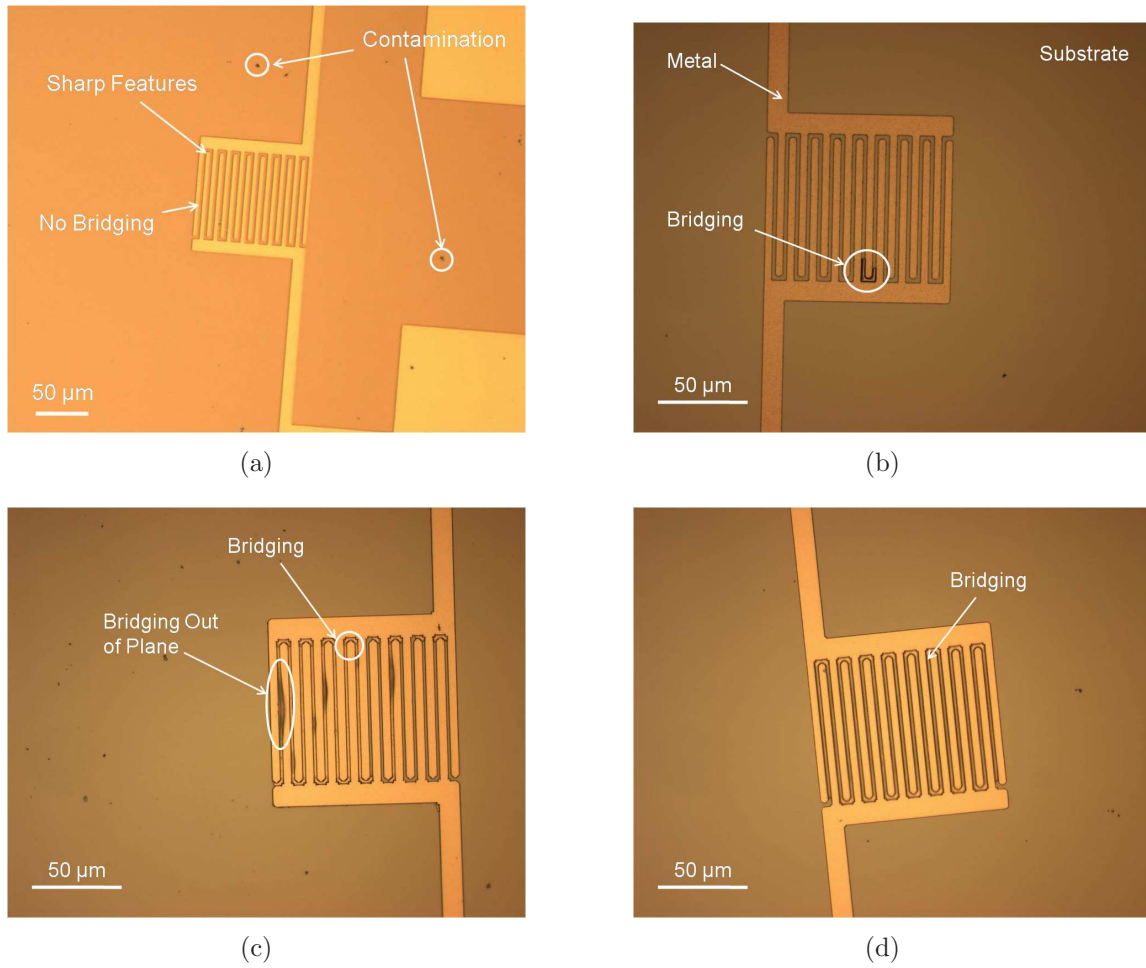 Contamination
Sharp Features
No Bridging
50 µm
(a)
Substrate
Metal
Bridging
50 µm
(b)
Bridging
Bridging Out
of Plane
50 µm
(c)
Bridging
50 µm
(d)